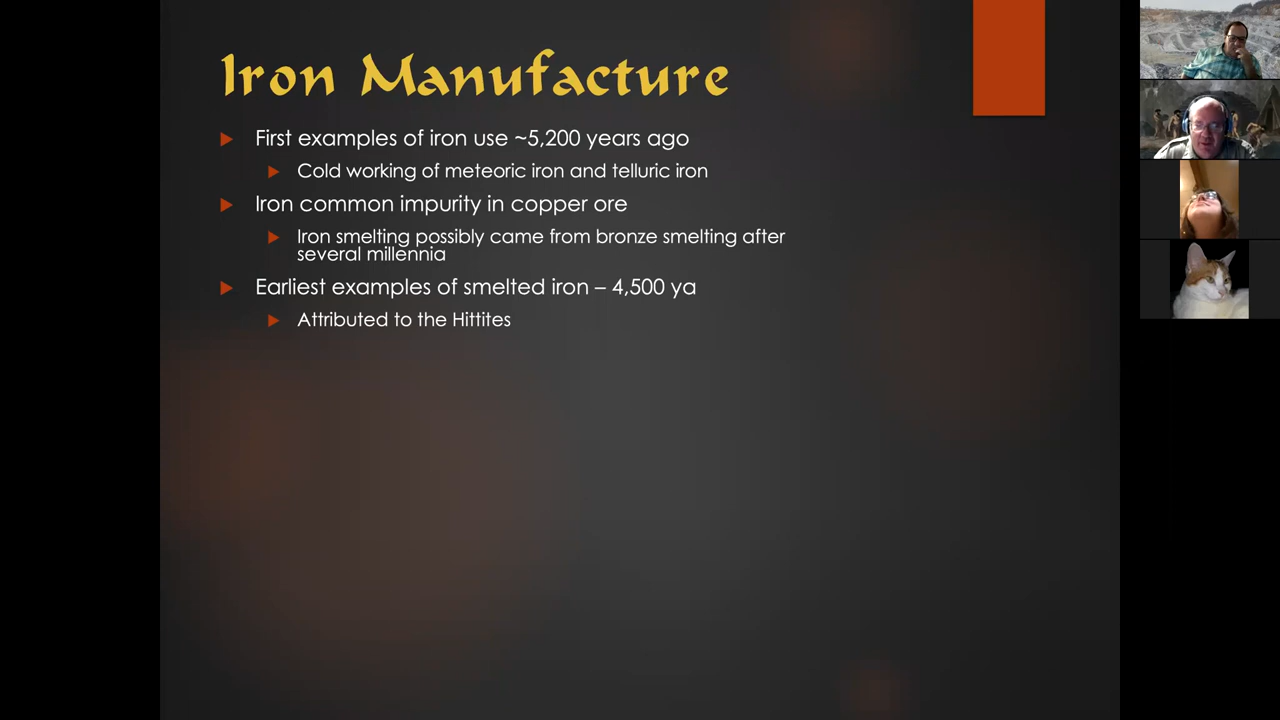 Iron Manufacture
First examples of iron use ~5,200 years ago
Cold working of meteoric iron and telluric iron
Iron common impurity in copper ore
Iron smelting possibly came from bronze smelting after
several millennia
Earliest examples of smelted iron – 4,500 ya
Attributed to the Hittites